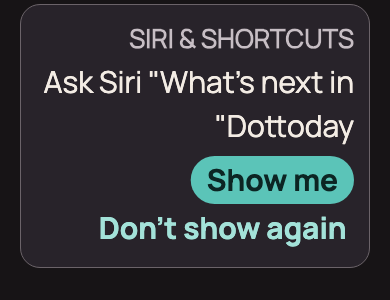 SIRI & SHORTCUTS
Ask Siri "What's next in
"Dottoday
Show me
Don't show again